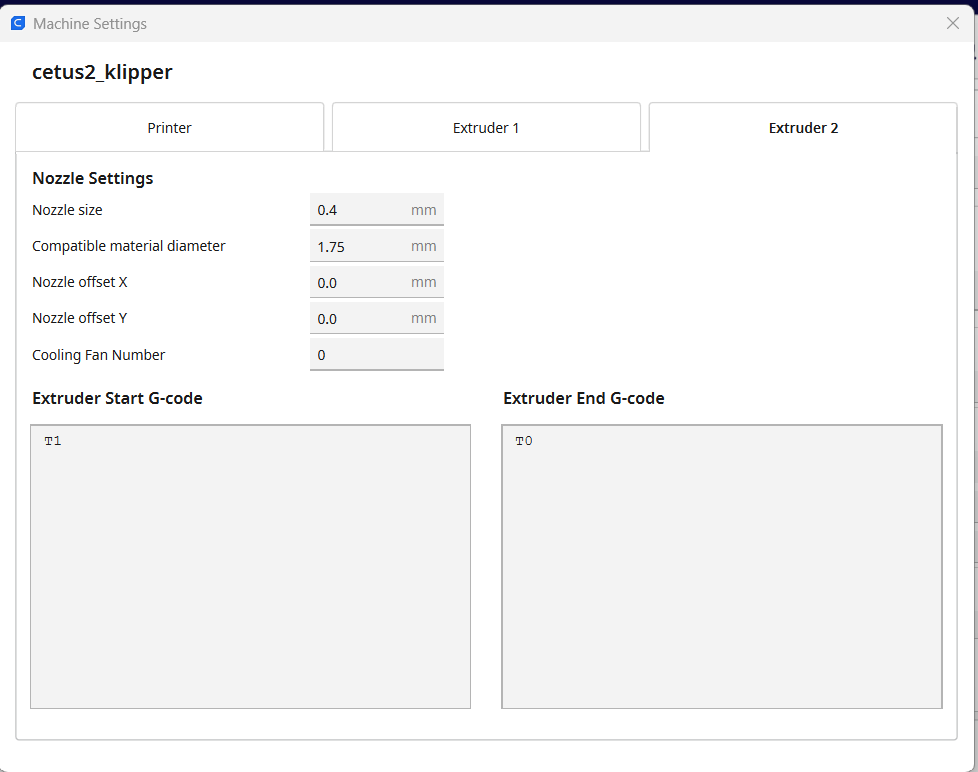 Machine Settings
cetus2_klipper
Printer
Extruder 1
Extruder 2
Nozzle Settings
Nozzle size 0.4 mm
Compatible material diameter 1.75 mm
Nozzle offset X 0.0 mm
Nozzle offset Y 0.0 mm
Cooling Fan Number 0
Extruder Start G-code
Extruder End G-code
T1
T0